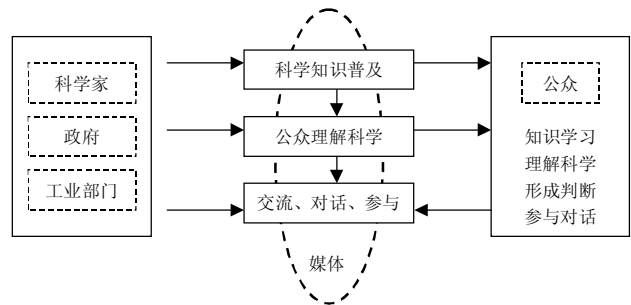 科学家
政府
工业部门
科学知识普及
公众理解科学
交流、对话、参与
媒体
公众
知识学习
理解科学
形成判断
参与对话